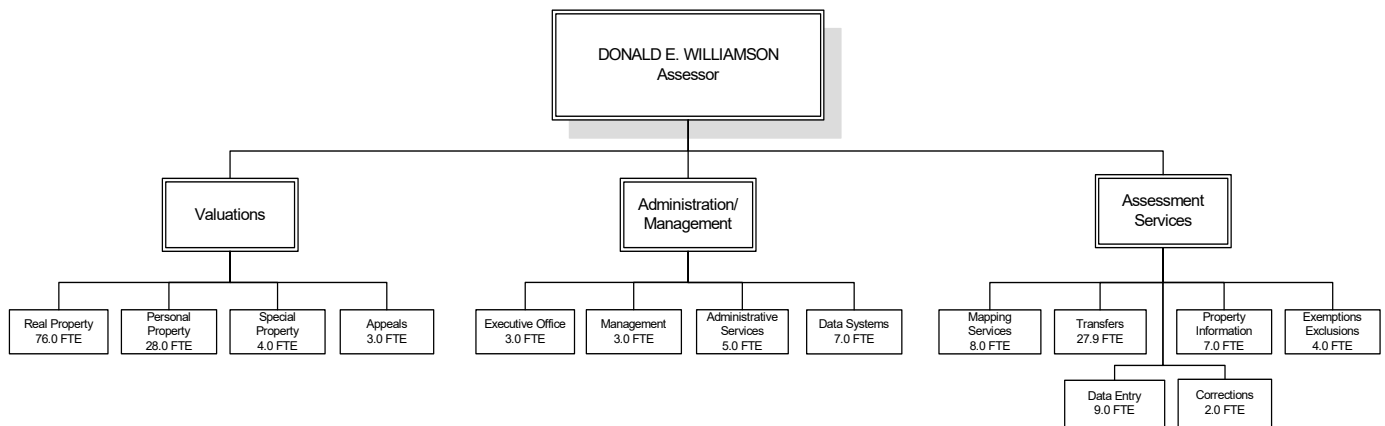 DONALD E. WILLIAMSON
Assessor
Valuations
Administration/
Management
Assessment
Services
Real Property
76.0 FTE
Personal
Property
28.0 FTE
Special
Property
4.0 FTE
Appeals
3.0 FTE
Executive Office
3.0 FTE
Management
3.0 FTE
Administrative
Services
5.0 FTE
Data Systems
7.0 FTE
Mapping
Services
8.0 FTE
Transfers
27.9 FTE
Property
Information
7.0 FTE
Exemptions
Exclusions
4.0 FTE
Data Entry
9.0 FTE
Corrections
2.0 FTE